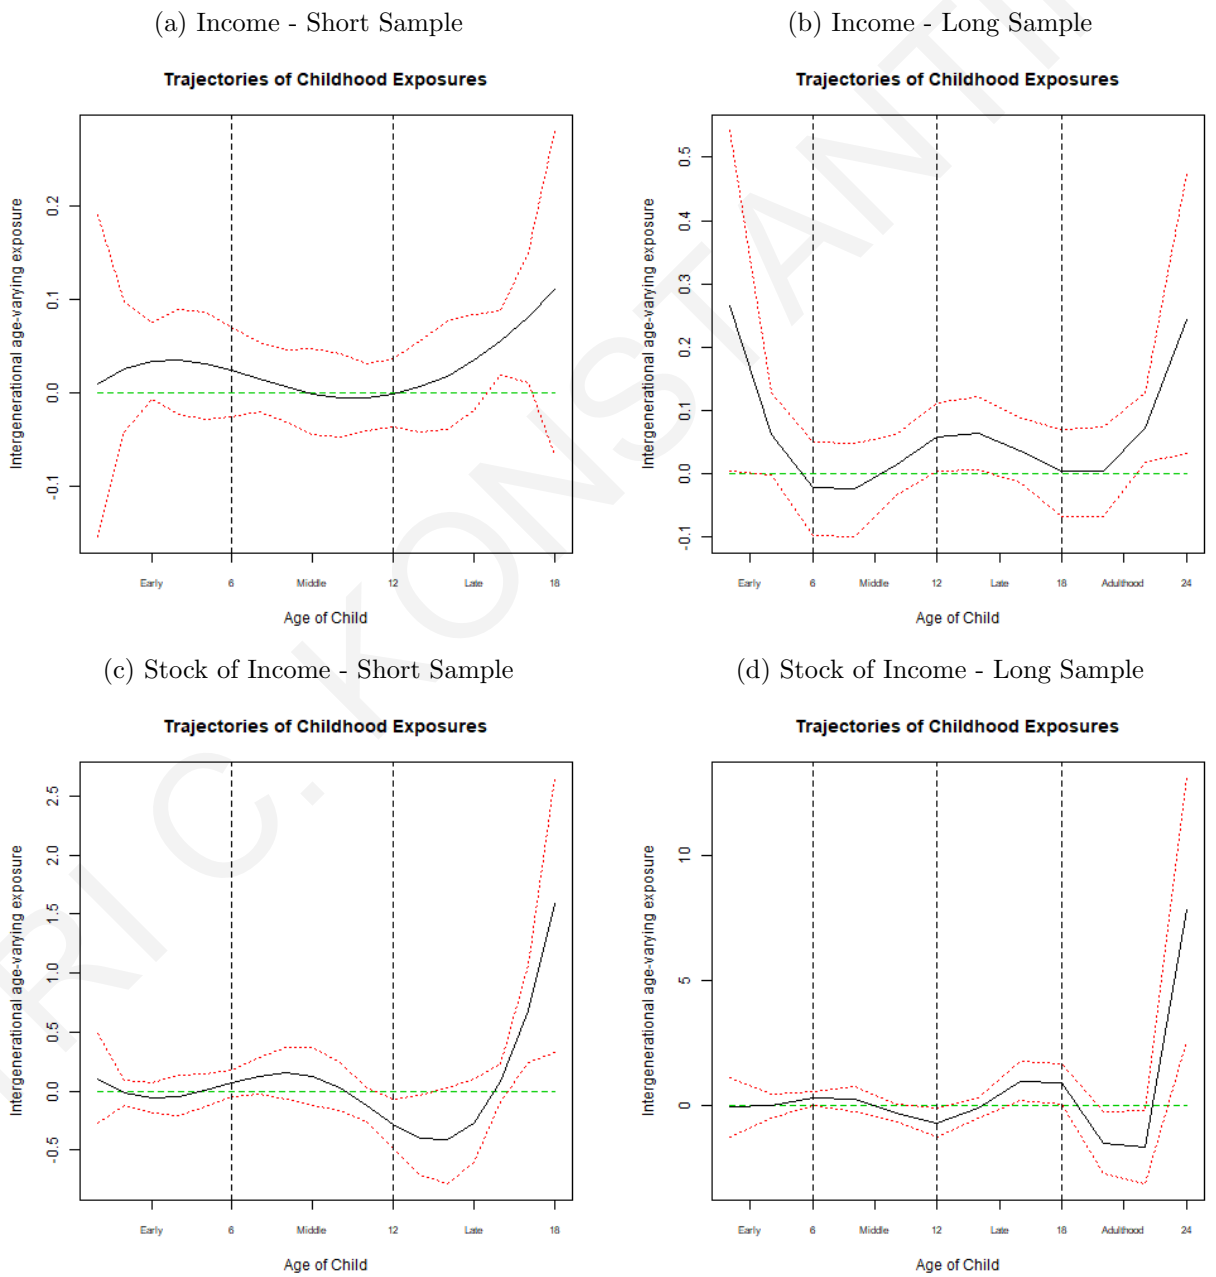 (a) Income - Short Sample
Trajectories of Childhood Exposures
Intergenerational age-varying exposure
0.2
0.1
0.0
-0.1
Early 6 Middle 12 Late 18
Age of Child
(b) Income - Long Sample
Trajectories of Childhood Exposures
Intergenerational age-varying exposure
0.5
0.4
0.3
0.2
0.1
0.0
-0.1
Early 6 Middle 12 Late 18 Adulthood 24
Age of Child
(c) Stock of Income - Short Sample
Trajectories of Childhood Exposures
Intergenerational age-varying exposure
2.5
2.0
1.5
1.0
0.5
0.0
-0.5
Early 6 Middle 12 Late 18
Age of Child
(d) Stock of Income - Long Sample
Trajectories of Childhood Exposures
Intergenerational age-varying exposure
10
5
0
Early 6 Middle 12 Late 18 Adulthood 24
Age of Child
RI C. KONSTANTI